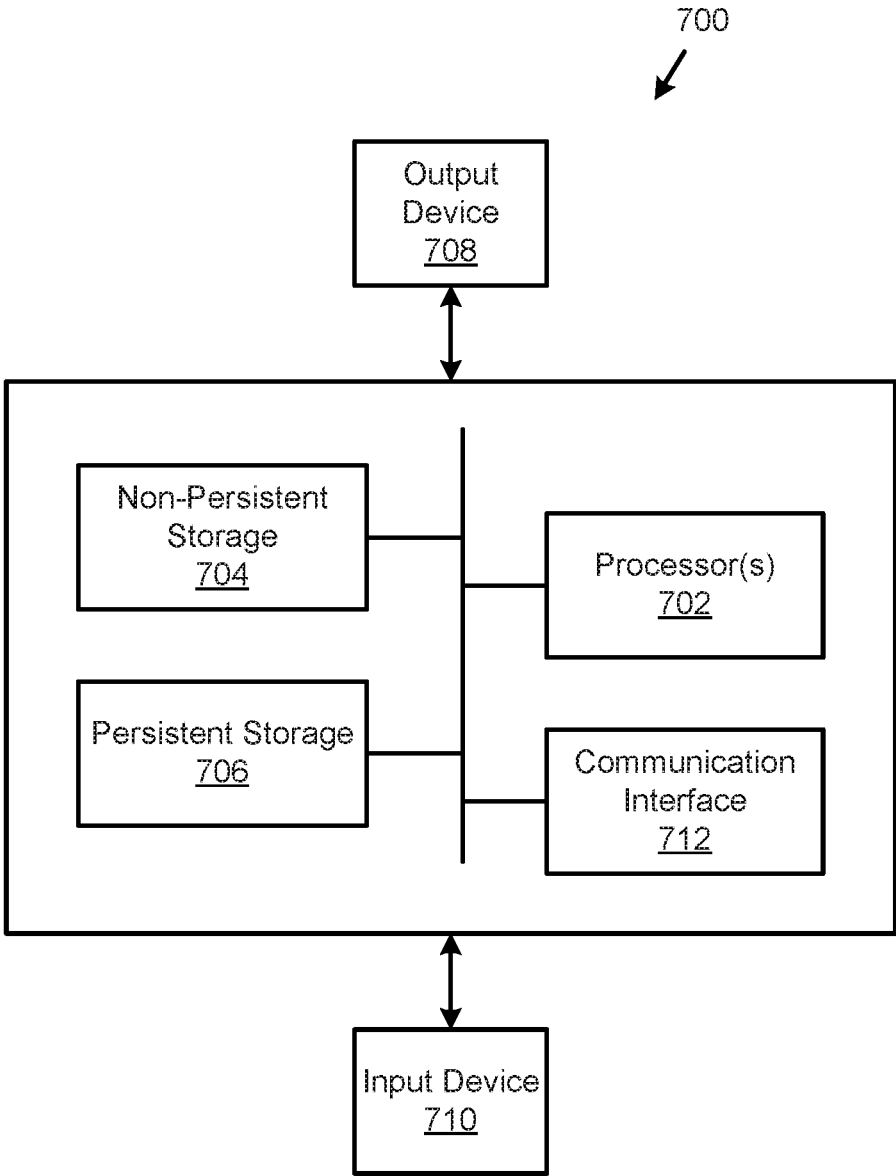 700
Output
Device
708
Non-Persistent
Storage
704
Processor(s)
702
Persistent Storage
706
Communication
Interface
712
Input Device
710